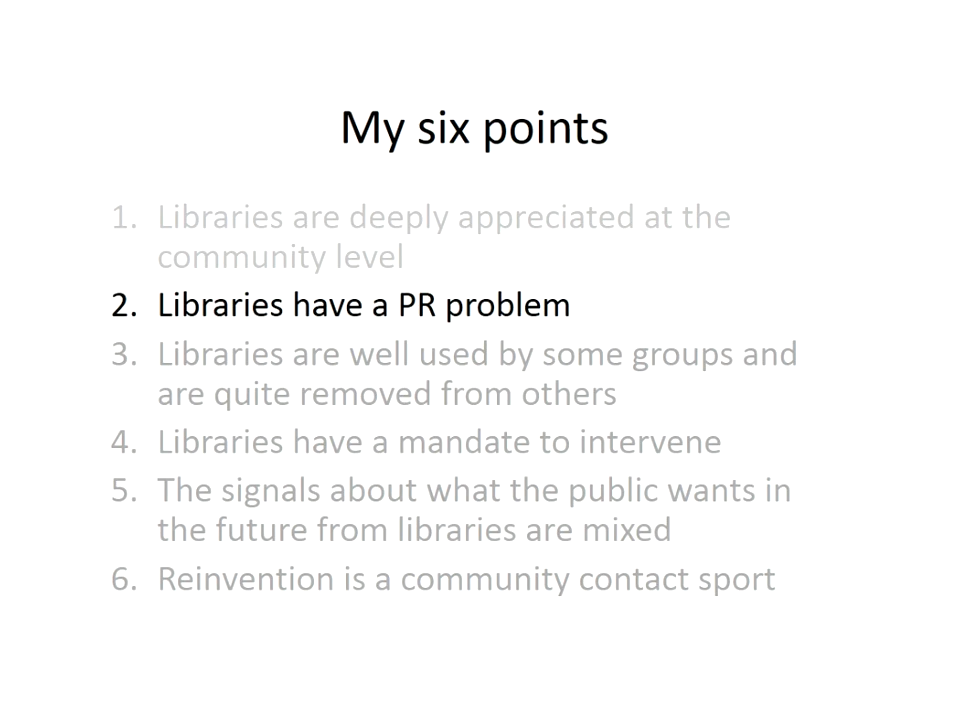 My six points
1. Libraries are deeply appreciated at the
community level
2. Libraries have a PR problem
3. Libraries are well used by some groups and
are quite removed from others
4. Libraries have a mandate to intervene
5. The signals about what the public wants in
the future from libraries are mixed
6. Reinvention is a community contact sport